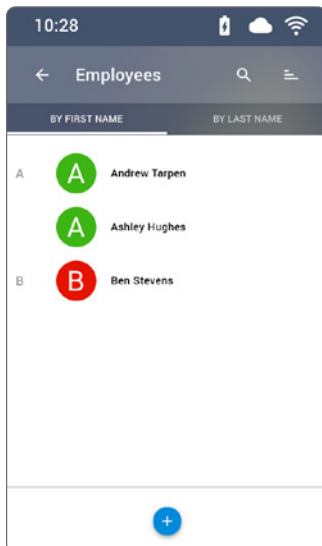 10:28
Employees
BY FIRST NAME BY LAST NAME
A A Andrew Tarpen
A Ashley Hughes
B B Ben Stevens